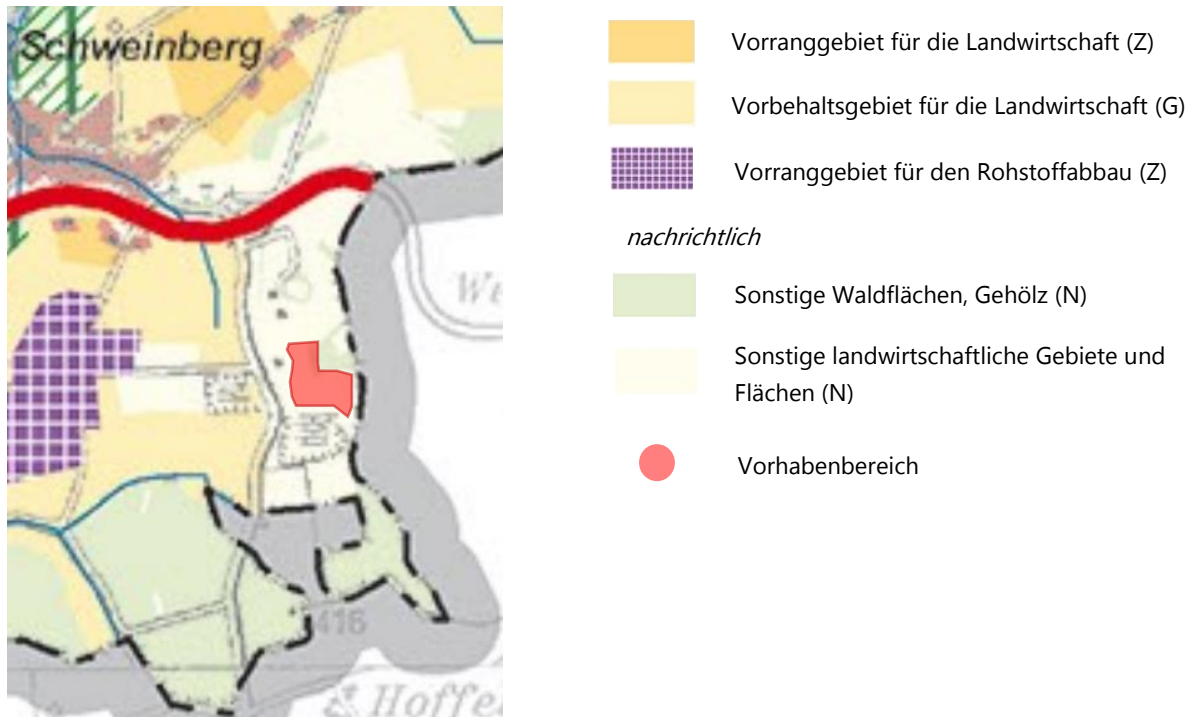 Schweinberg
We
416
Hoffe
Vorranggebiet für die Landwirtschaft (Z)
Vorbehaltsgebiet für die Landwirtschaft (G)
Vorranggebiet für den Rohstoffabbau (Z)
nachrichtlich
Sonstige Waldflächen, Gehölz (N)
Sonstige landwirtschaftliche Gebiete und
Flächen (N)
Vorhabenbereich